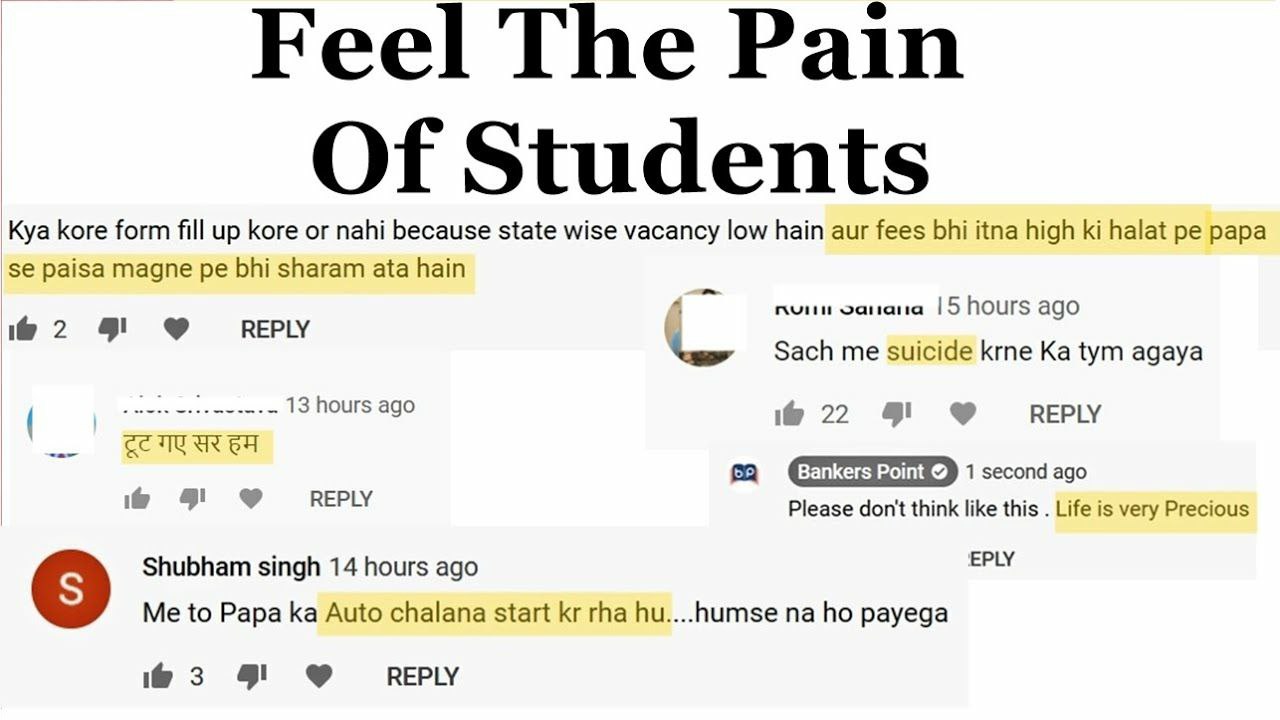 Feel The Pain
Of Students
Kya kore form fill up kore or nahi because state wise vacancy low hain aur fees bhi itna high ki halat pe papa
se paisa magne pe bhi sharam ata hain
2 REPLY
15 hours ago
Sach me suicide krne Ka tym agaya
22 REPLY
13 hours ago
टूट गए सर हम
REPLY
bp Bankers Point 1 second ago
Please don't think like this . Life is very Precious
EPLY
S
Shubham singh 14 hours ago
Me to Papa ka Auto chalana start kr rha hu....humse na ho payega
3 REPLY